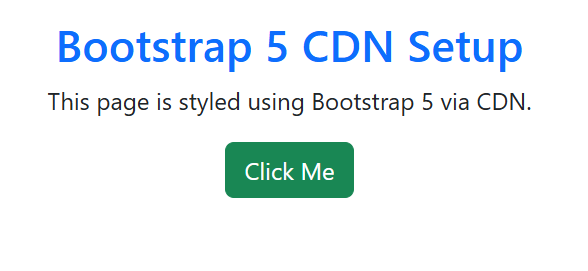 Bootstrap 5 CDN Setup
This page is styled using Bootstrap 5 via CDN.
Click Me